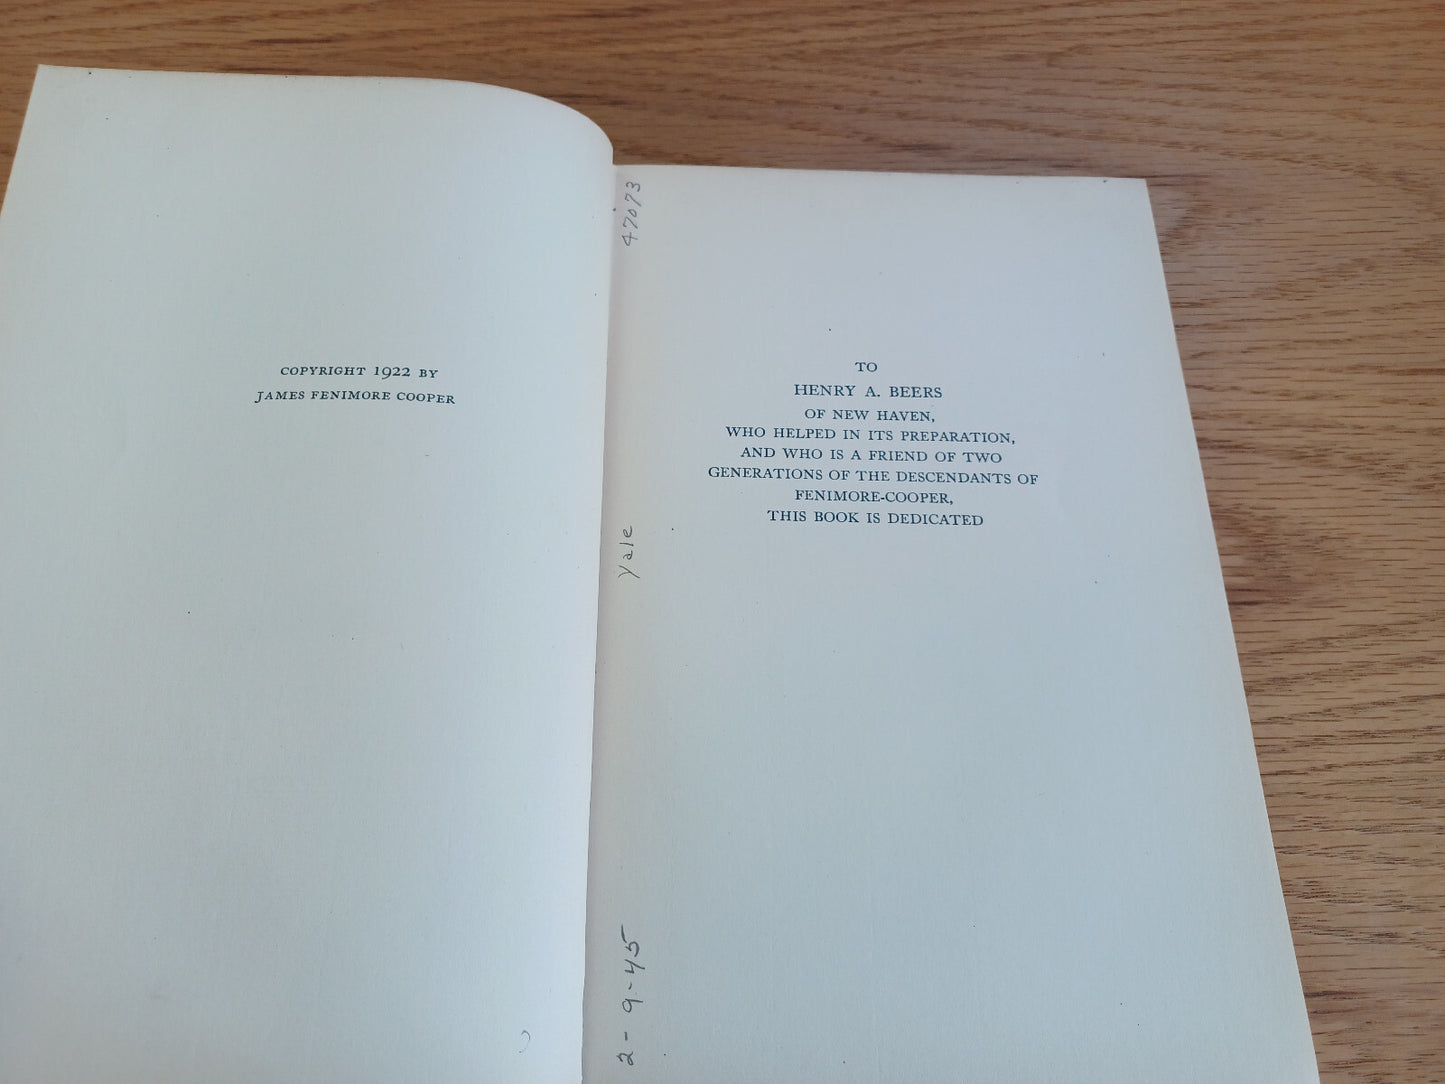 COPYRIGHT 1922 BY
JAMES FENIMORE COOPER
47073
Yale
2-9-45
TO
HENRY A. BEERS
OF NEW HAVEN,
WHO HELPED IN ITS PREPARATION,
AND WHO IS A FRIEND OF TWO
GENERATIONS OF THE DESCENDANTS OF
FENIMORE-COOPER,
THIS BOOK IS DEDICATED